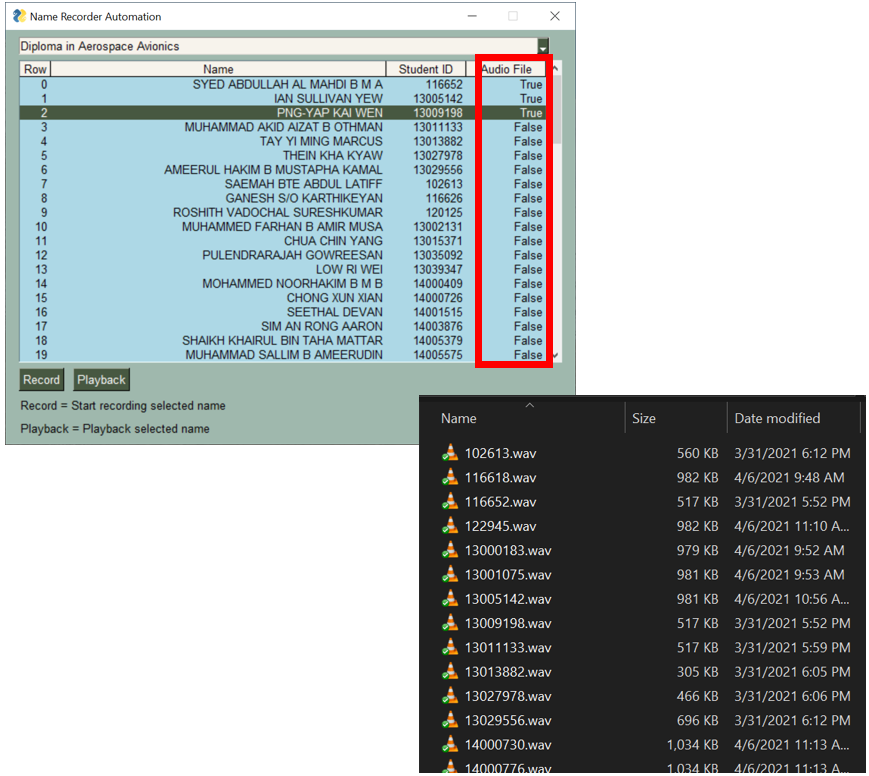 Name Recorder Automation
Diploma in Aerospace Avionics
Row Name Student ID Audio File
0 SYED ABDULLAH AL MAHDI B M A 116652 True
1 IAN SULLIVAN YEW 13005142 True
2 PNG-YAP KAI WEN 13009198 True
3 MUHAMMAD AKID AIZAT B OTHMAN 13011133 False
4 TAY YI MING MARCUS 13013882 False
5 THEIN KHA KYAW 13027978 False
6 AMEERUL HAKIM B MUSTAPHA KAMAL 13029556 False
7 SAEMAH BTE ABDUL LATIFF 102613 False
8 GANESH S/O KARTHIKEYAN 116626 False
9 ROSHITH VADOCHAL SURESHKUMAR 120125 False
10 MUHAMMED FARHAN B AMIR MUSA 13002131 False
11 CHUA CHIN YANG 13015371 False
12 PULENDRARAJAH GOWREESAN 13035092 False
13 LOW RI WEI 13039347 False
14 MOHAMMED NOORHAKIM B M B 14000409 False
15 CHONG XUN XIAN 14000726 False
16 SEETHAL DEVAN 14001515 False
17 SIM AN RONG AARON 14003876 False
18 SHAIKH KHAIRUL BIN TAHA MATTAR 14005379 False
19 MUHAMMAD SALLIM B AMEERUDIN 14005575 False
Record Playback
Record = Start recording selected name
Playback = Playback selected name
Name Size Date modified
102613.wav 560 KB 3/31/2021 6:12 PM
116618.wav 982 KB 4/6/2021 9:48 AM
116652.wav 517 KB 3/31/2021 5:52 PM
122945.wav 982 KB 4/6/2021 11:10 A...
13000183.wav 979 KB 4/6/2021 9:52 AM
13001075.wav 981 KB 4/6/2021 9:53 AM
13005142.wav 981 KB 4/6/2021 10:56 A...
13009198.wav 517 KB 3/31/2021 5:52 PM
13011133.wav 517 KB 3/31/2021 5:59 PM
13013882.wav 305 KB 3/31/2021 6:05 PM
13027978.wav 466 KB 3/31/2021 6:06 PM
13029556.wav 696 KB 3/31/2021 6:12 PM
14000730.wav 1,034 KB 4/6/2021 11:13 A...
14000776.wav 1,034 KB 4/6/2021 11:13 A...